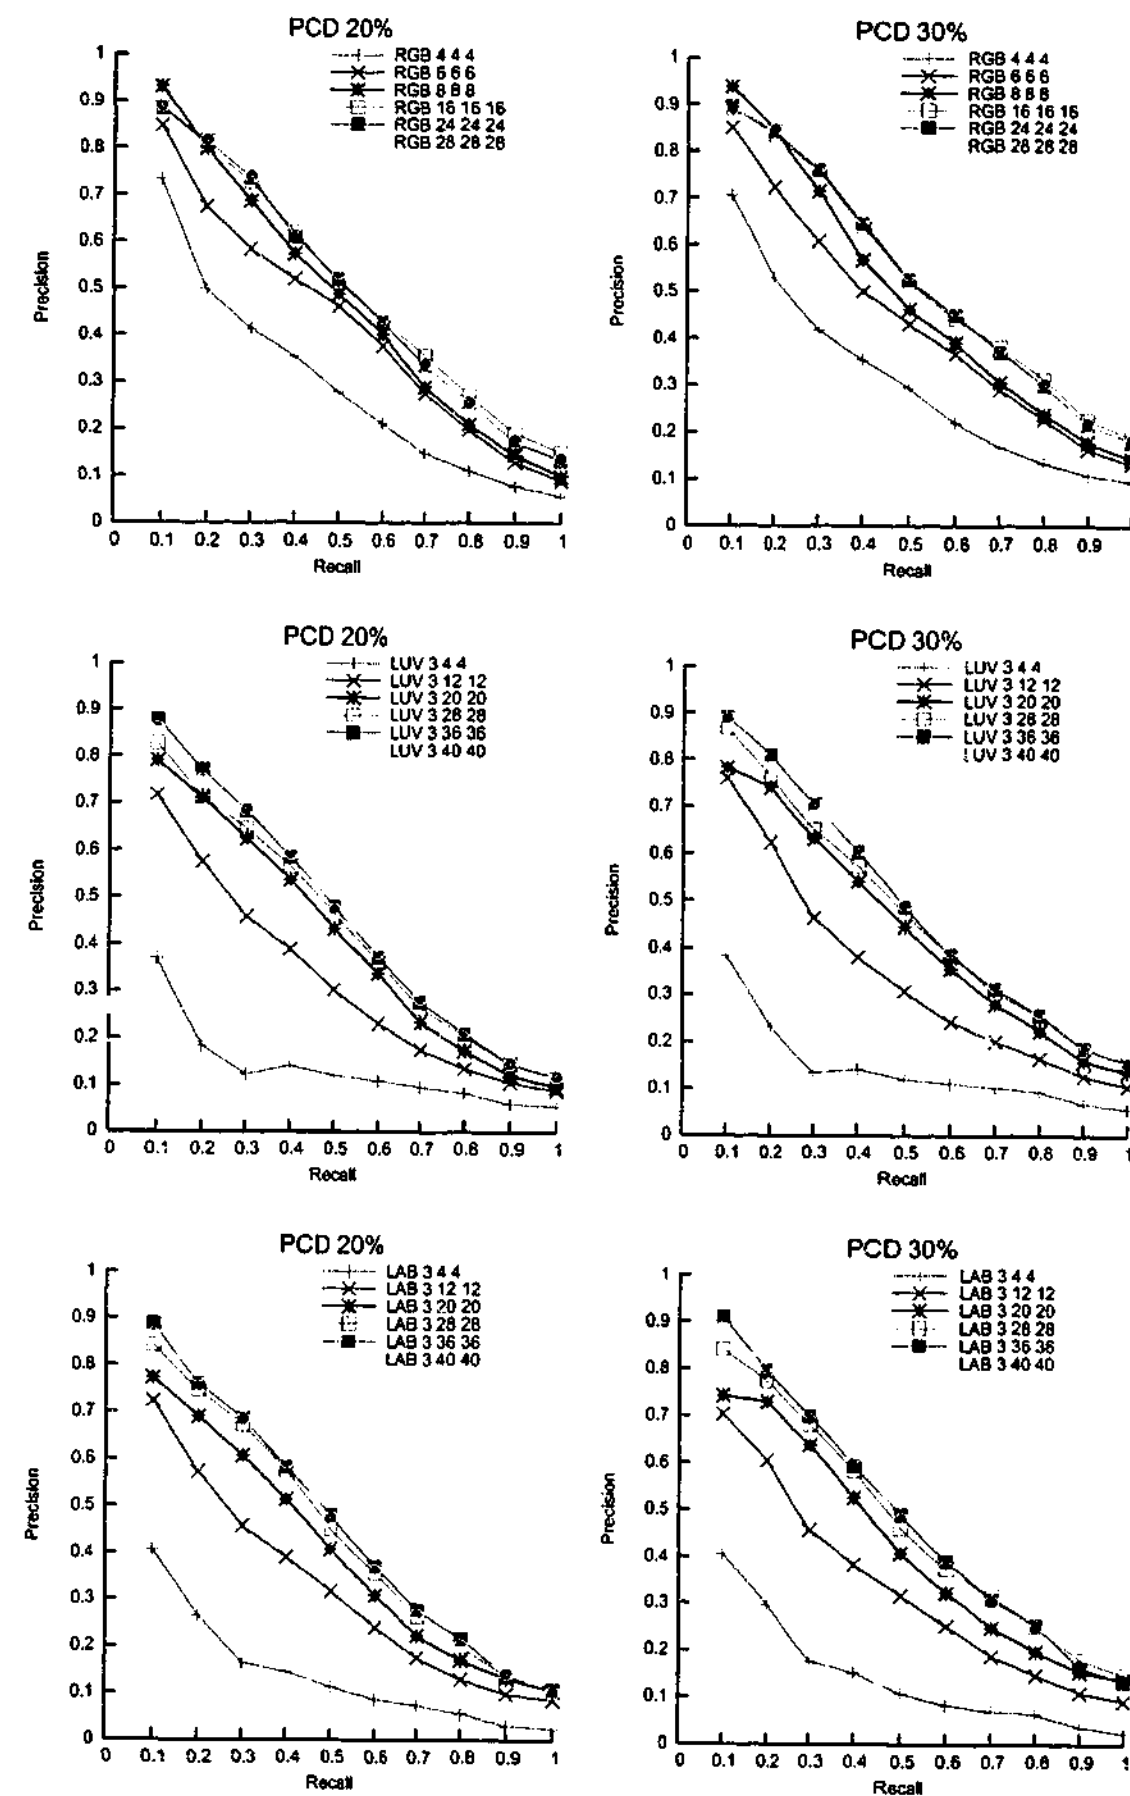 PCD 20%
RGB 4 4 4
RGB 6 6 6
RGB 8 8 8
RGB 16 16 16
RGB 24 24 24
RGB 28 28 28
1
0.9
0.8
0.7
0.6
0.5
0.4
0.3
0.2
0.1
0
Precision
0 0.1 0.2 0.3 0.4 0.5 0.6 0.7 0.8 0.9 1
Recall
PCD 30%
RGB 4 4 4
RGB 6 6 6
RGB 8 8 8
RGB 16 16 16
RGB 24 24 24
RGB 28 28 28
1
0.9
0.8
0.7
0.6
0.5
0.4
0.3
0.2
0.1
0
Precision
0 0.1 0.2 0.3 0.4 0.5 0.6 0.7 0.8 0.9 1
Recall
PCD 20%
LUV 3 4 4
LUV 3 12 12
LUV 3 20 20
LUV 3 28 28
LUV 3 36 36
LUV 3 40 40
1
0.9
0.8
0.7
0.6
0.5
0.4
0.3
0.2
0.1
0
Precision
0 0.1 0.2 0.3 0.4 0.5 0.6 0.7 0.8 0.9 1
Recall
PCD 30%
LUV 3 4 4
LUV 3 12 12
LUV 3 20 20
LUV 3 28 28
LUV 3 36 36
LUV 3 40 40
1
0.9
0.8
0.7
0.6
0.5
0.4
0.3
0.2
0.1
0
Precision
0 0.1 0.2 0.3 0.4 0.5 0.6 0.7 0.8 0.9 1
Recall
PCD 20%
LAB 3 4 4
LAB 3 12 12
LAB 3 20 20
LAB 3 28 28
LAB 3 36 36
LAB 3 40 40
1
0.9
0.8
0.7
0.6
0.5
0.4
0.3
0.2
0.1
0
Precision
0 0.1 0.2 0.3 0.4 0.5 0.6 0.7 0.8 0.9 1
Recall
PCD 30%
LAB 3 4 4
LAB 3 12 12
LAB 3 20 20
LAB 3 28 28
LAB 3 36 36
LAB 3 40 40
1
0.9
0.8
0.7
0.6
0.5
0.4
0.3
0.2
0.1
0
Precision
0 0.1 0.2 0.3 0.4 0.5 0.6 0.7 0.8 0.9 1
Recall